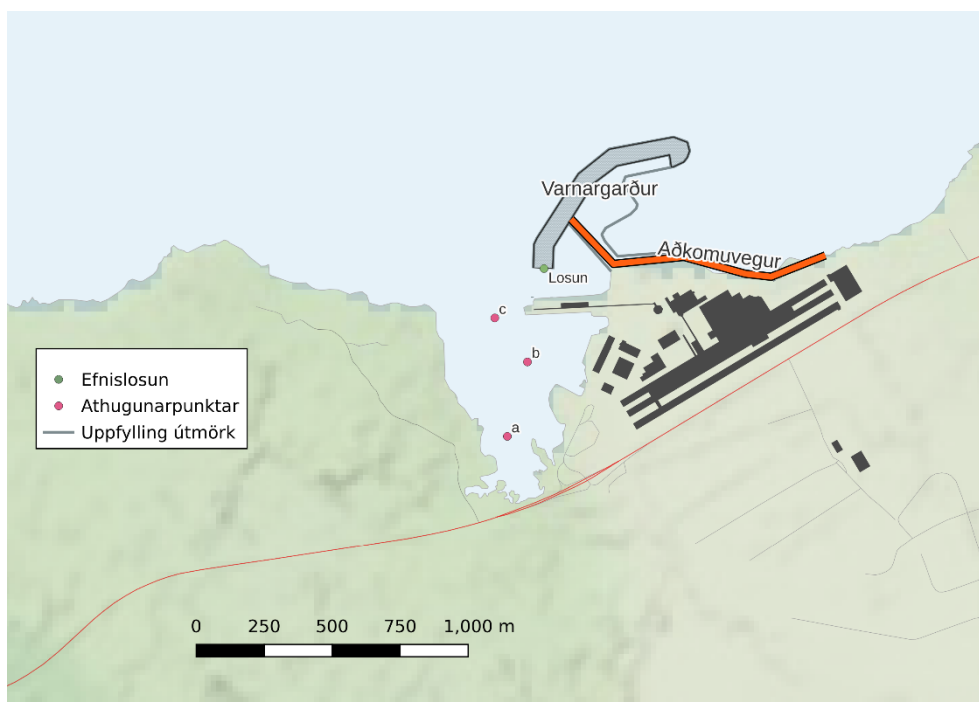 Varnargarður
Aðkomuvegur
Losun
c
b
a
Efnislosun
Athugunarpunktar
Uppfylling útmörk
0 250 500 750 1,000 m